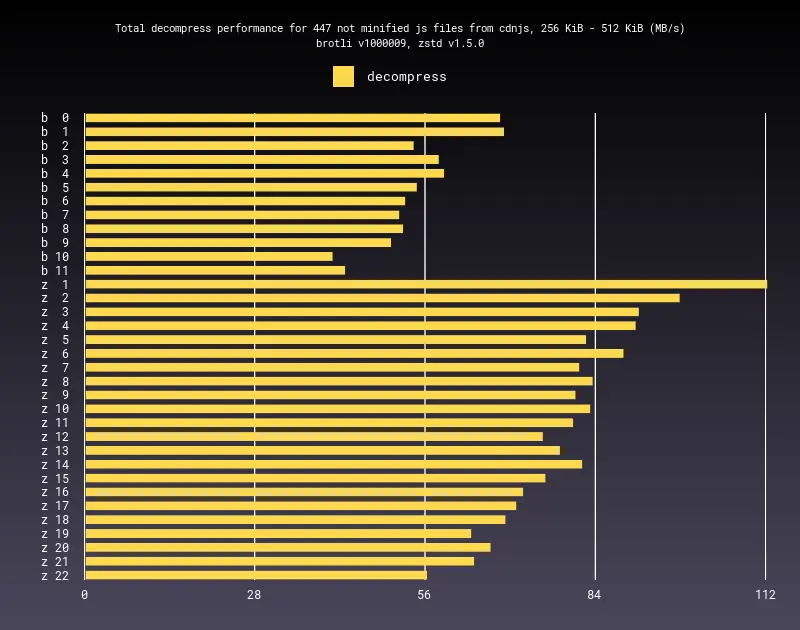 Total decompress performance for 447 not minified js files from cdnjs, 256 KiB - 512 KiB (MB/s)
brotli v1000009, zstd v1.5.0
decompress
b 0
b 1
b 2
b 3
b 4
b 5
b 6
b 7
b 8
b 9
b 10
b 11
z 1
z 2
z 3
z 4
z 5
z 6
z 7
z 8
z 9
z 10
z 11
z 12
z 13
z 14
z 15
z 16
z 17
z 18
z 19
z 20
z 21
z 22
0 28 56 84 112